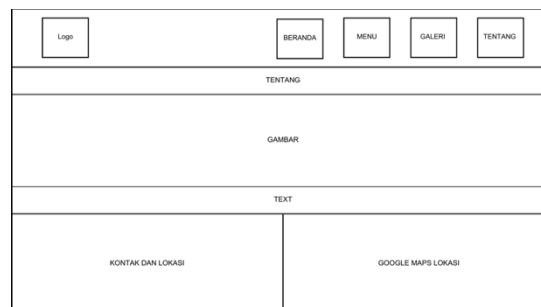 Logo
BERANDA
MENU
GALERI
TENTANG
TENTANG
GAMBAR
TEXT
KONTAK DAN LOKASI
GOOGLE MAPS LOKASI